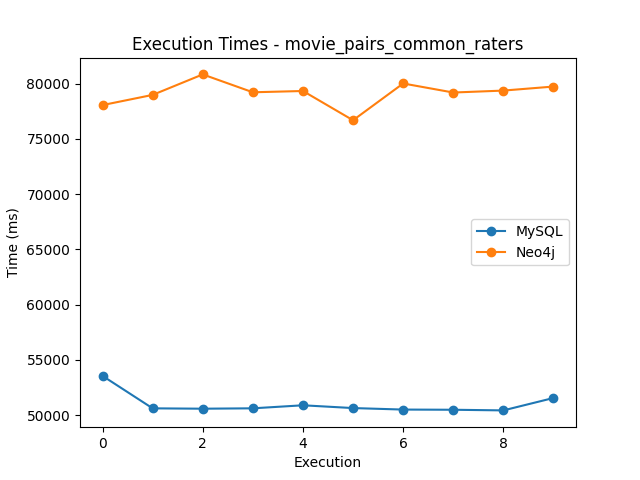 Execution Times - movie_pairs_common_raters
Time (ms)
80000
75000
70000
65000
60000
55000
50000
MySQL
Neo4j
0 2 4 6 8
Execution